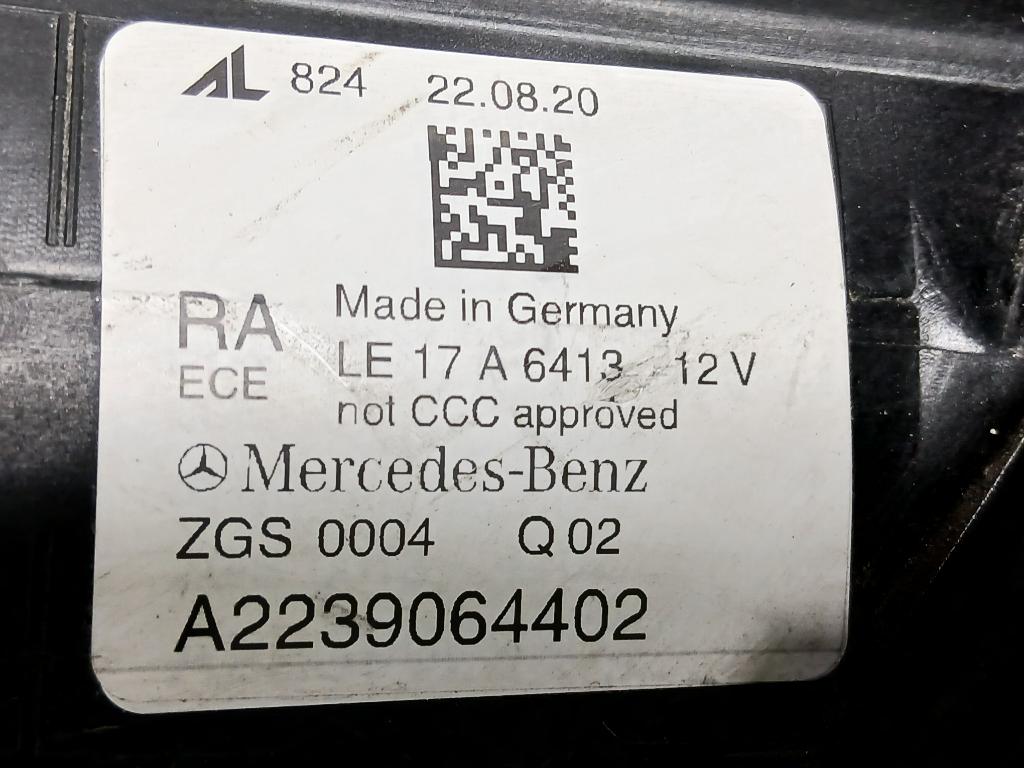 AL 824 22.08.20
RA Made in Germany
ECE LE 17 A 6413 12 V
not CCC approved
Mercedes-Benz
ZGS 0004 Q 02
A2239064402